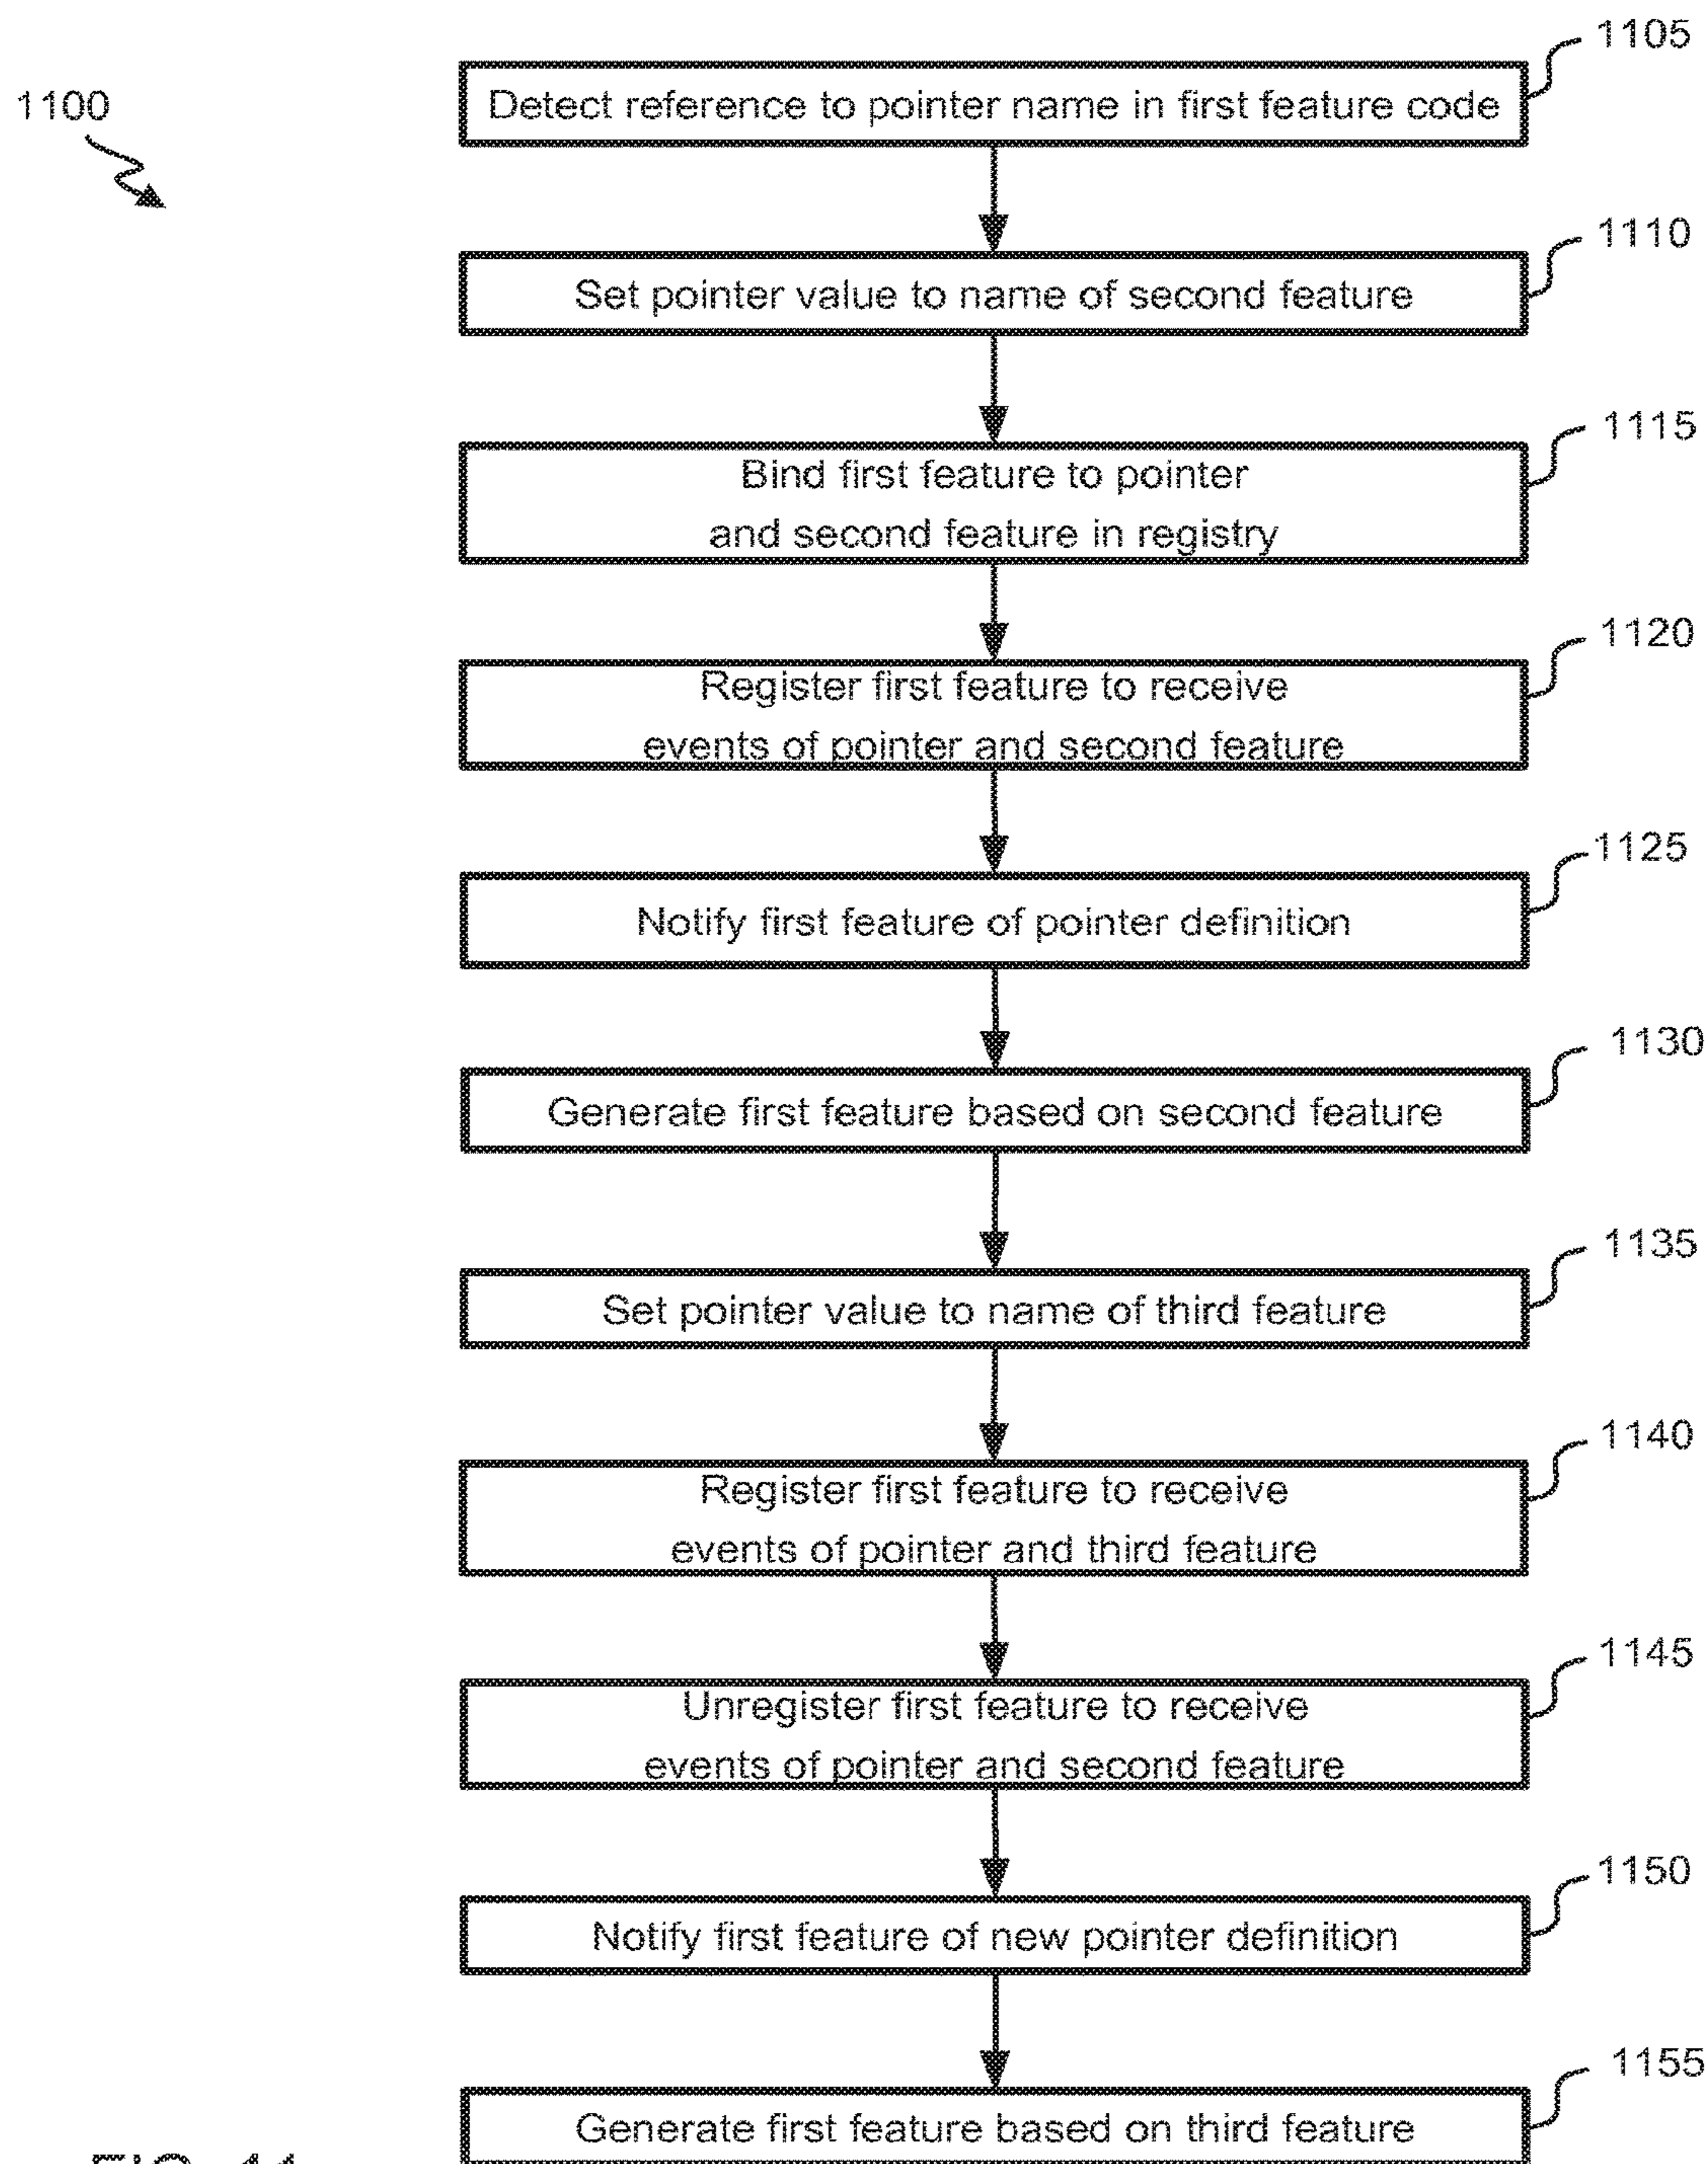 1100
1105
Detect reference to pointer name in first feature code
1110
Set pointer value to name of second feature
1115
Bind first feature to pointer
and second feature in registry
1120
Register first feature to receive
events of pointer and second feature
1125
Notify first feature of pointer definition
1130
Generate first feature based on second feature
1135
Set pointer value to name of third feature
1140
Register first feature to receive
events of pointer and third feature
1145
Unregister first feature to receive
events of pointer and second feature
1150
Notify first feature of new pointer definition
1155
Generate first feature based on third feature